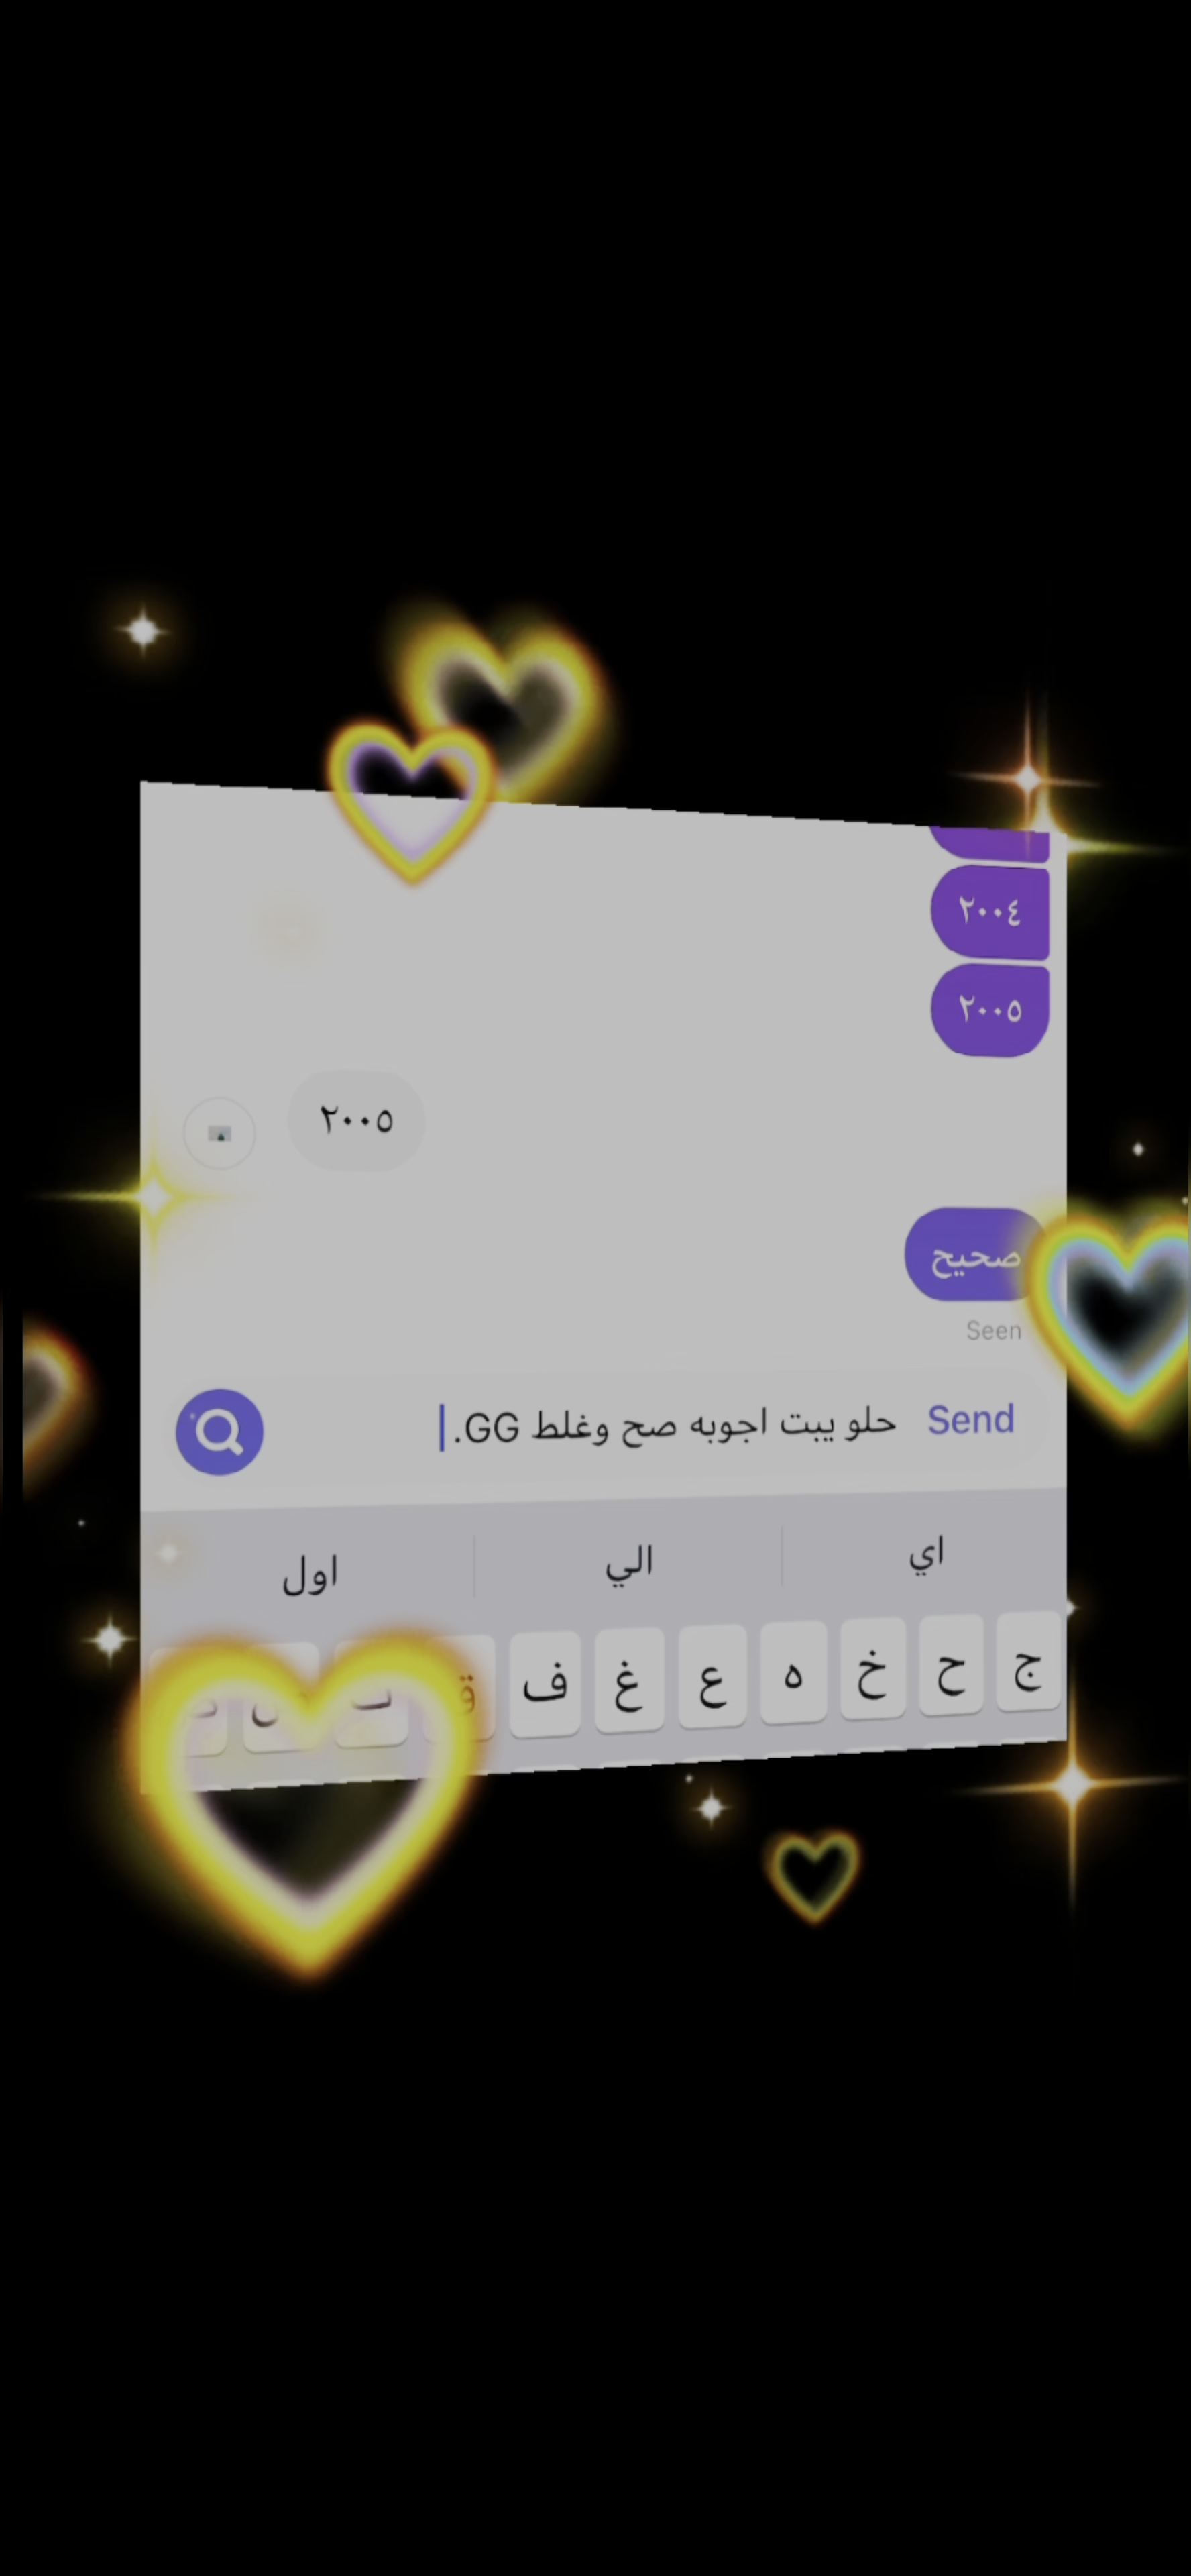 ٢٠٠٤
٢٠٠٥
٢٠٠٥
صحيح
Seen
حلو يبت اجوبه صح وغلط GG. Send
اول الي اي
ق ف غ ع ه خ ح ج